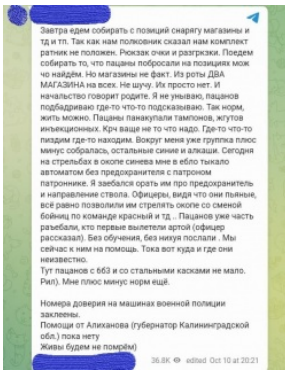 Завтра едем собирать с позиций снарягу магазины и
тд и тп. Так как нам полковник сказал нам комплект
ратник не положен. Рюкзак очки и разгрзки. Поедем
собирать то, что пацаны побросали на позициях мож
чо найдём. Но магазины не факт. Из роты ДВА
МАГАЗИНА на всех. Не шучу. Их просто нет. И
начальство говорит родите. Я не унываю, пацанов
подбадриваю где-то что-то подсказываю. Так норм,
жить можно. Пацаны панакупали тампонов, жгутов
инъекционных. Крч ваще не то что надо. Где-то что-то
пиздим где-то находим. Вокруг меня уже группка плюс
минус собралась, остальные синие и алкаши. Сегодня
на стрельбах в окопе синева мне в ебло тыкало
автоматом без предохранителя с патроном
патроннике. Я заебался орать им про предохранитель
и направление ствола. Офицеры, видя что они пьяные,
всё равно позволили им стрелять окопе со сменой
бойниц по команде красный и тд .. Пацанов уже часть
разъебали, кто первые вылетели артой (офицер
рассказал). Без обучения, без нихуя послали . Мы
сейчас к ним на помощь. Тока вот куда и где они
неизвестно.
Тут пацанов с 663 и со стальными касками не мало.
Рил). Мне плюс минус норм ещё.
Номера доверия на машинах военной полиции
заклеены.
Помощи от Алиханова (губернатор Калининградской
обл.) пока нету
Живы будем не помрём)
36.8K edited Oct 10 at 20:21